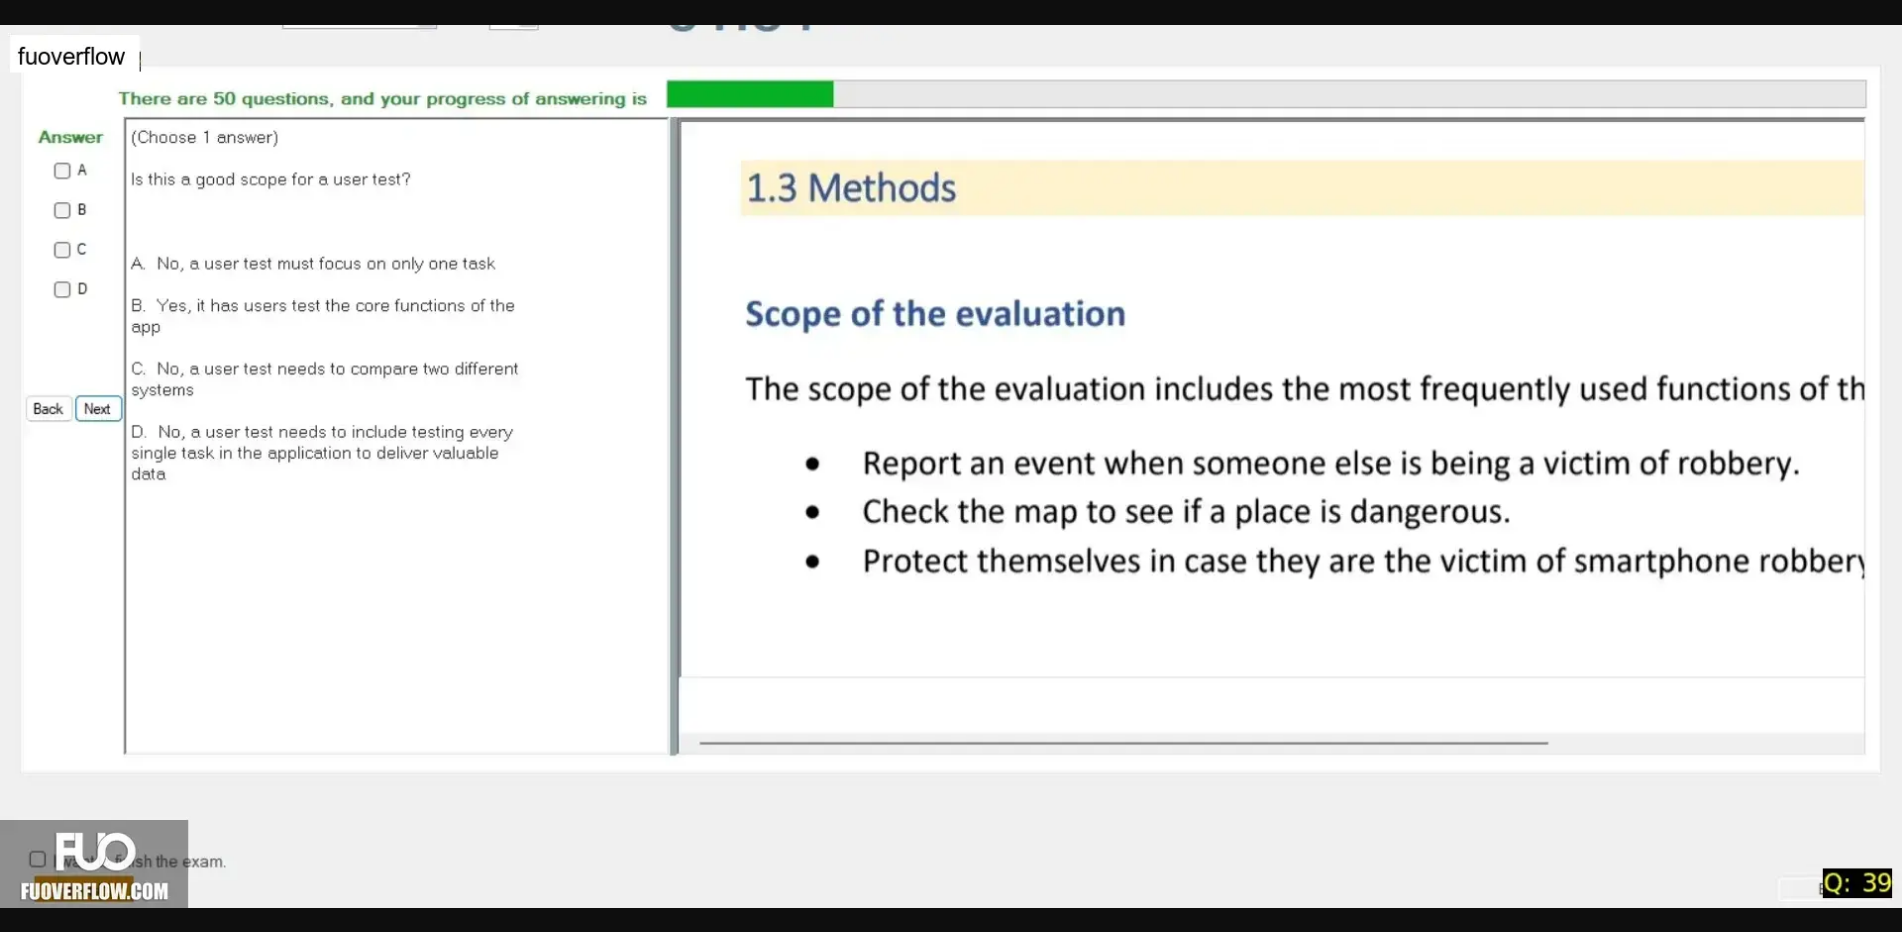 fuoverflow
There are 50 questions, and your progress of answering is
Answer
A
B
C
D
Back
Next
(Choose 1 answer)
Is this a good scope for a user test?
A. No, a user test must focus on only one task
B. Yes, it has users test the core functions of the
app
C. No, a user test needs to compare two different
systems
D. No, a user test needs to include testing every
single task in the application to deliver valuable
data
1.3 Methods
Scope of the evaluation
The scope of the evaluation includes the most frequently used functions of th
• Report an event when someone else is being a victim of robbery.
• Check the map to see if a place is dangerous.
• Protect themselves in case they are the victim of smartphone robbery
FUO
the exam.
FUOVERFLOW.COM
Q: 39